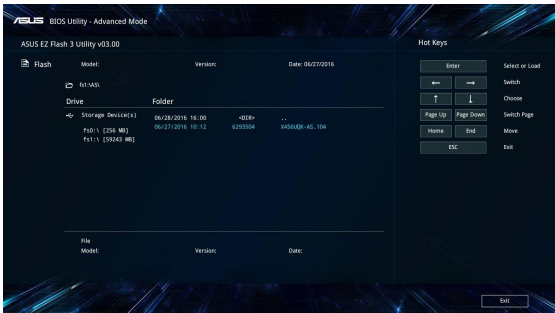 ASUS BIOS Utility - Advanced Mode
ASUS EZ Flash 3 Utility v03.00
Hot Keys
Flash Model: Version: Date: 06/27/2016
fs1:\AS\
Drive Folder
Storage Device(s) 06/28/2016 16:00 <DIR> ..
fs0:\ [256 MB] 06/27/2016 10:12 6293504 X456UQK-AS.104
fs1:\ [59243 MB]
File
Model: Version: Date:
Enter Select or Load
← → Switch
↑ ↓ Choose
Page Up Page Down Switch Page
Home End Move
ESC Exit
Exit